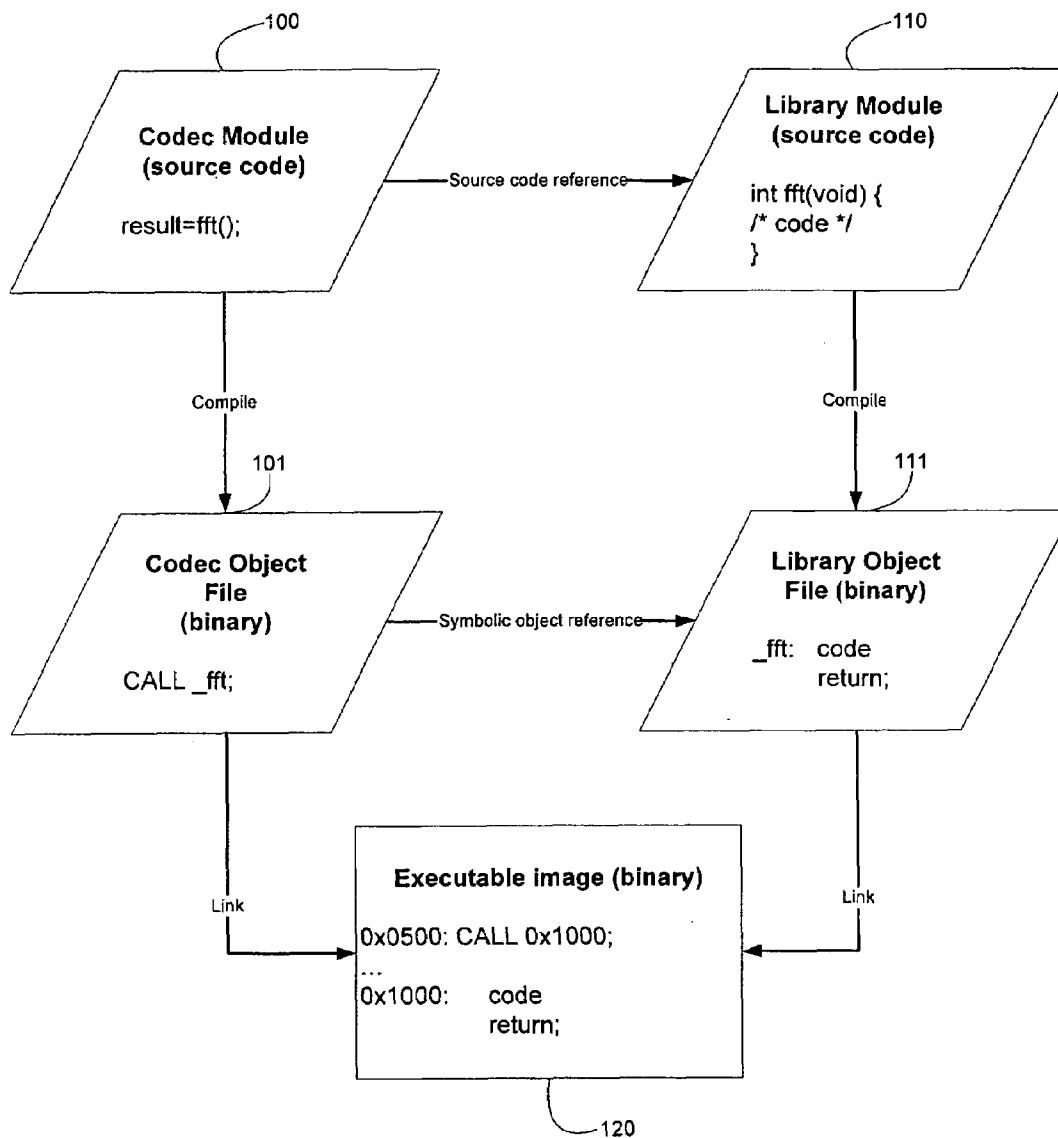 100
110
Codec Module
(source code)
result=fft();
Source code reference
Library Module
(source code)
int fft(void) {
/* code */
}
Compile
Compile
101
111
Codec Object
File
(binary)
CALL _fft;
Symbolic object reference
Library Object
File (binary)
_fft: code
return;
Link
Link
Executable image (binary)
0x0500: CALL 0x1000;
...
0x1000: code
return;
120